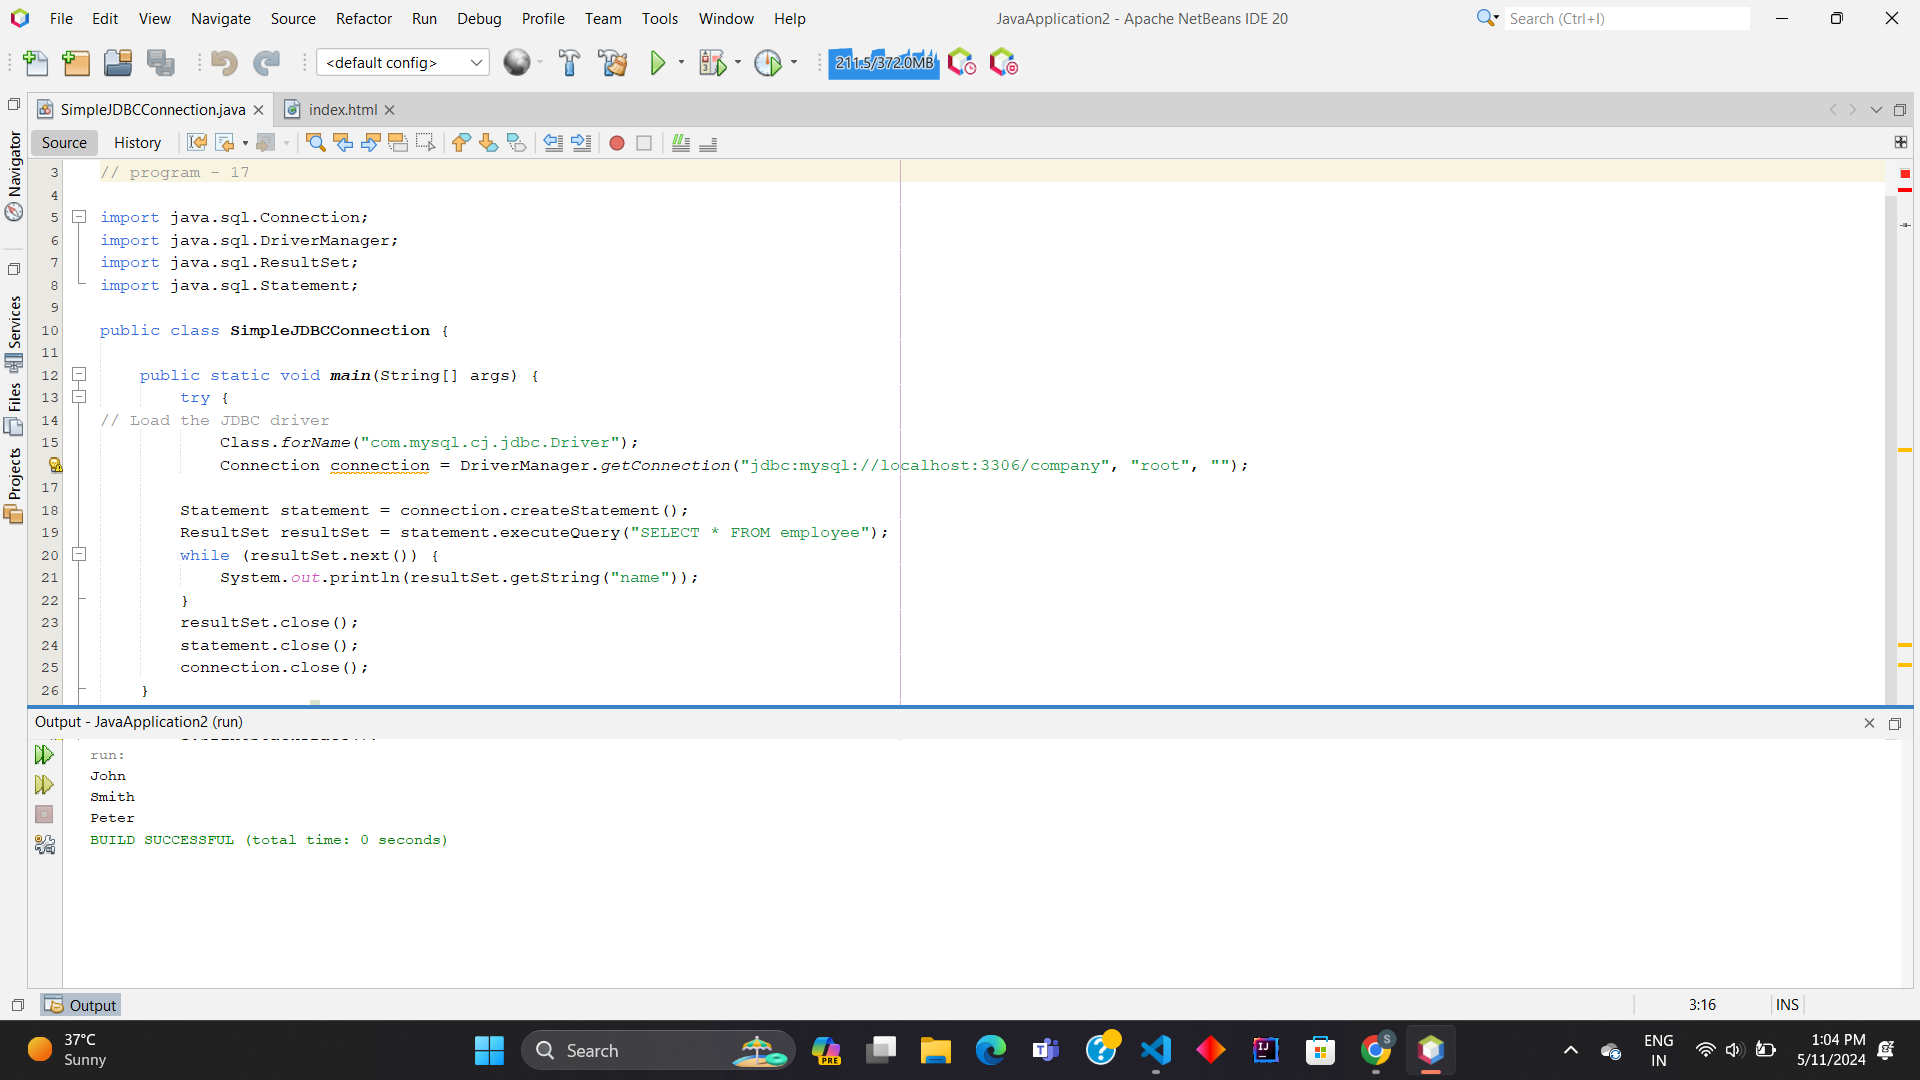 File Edit View Navigate Source Refactor Run Debug Profile Team Tools Window Help
JavaApplication2 - Apache NetBeans IDE 20
Search (Ctrl+I)
<default config>
211.5/372.0MB
SimpleJDBCConnection.java
index.html
Source History
Navigator
Services
Files
Projects
3 // program - 17
4
5 import java.sql.Connection;
6 import java.sql.DriverManager;
7 import java.sql.ResultSet;
8 import java.sql.Statement;
9
10 public class SimpleJDBCConnection {
11
12 public static void main(String[] args) {
13 try {
14 // Load the JDBC driver
15 Class.forName("com.mysql.cj.jdbc.Driver");
Connection connection = DriverManager.getConnection("jdbc:mysql://localhost:3306/company", "root", "");
17
18 Statement statement = connection.createStatement();
19 ResultSet resultSet = statement.executeQuery("SELECT * FROM employee");
20 while (resultSet.next()) {
21 System.out.println(resultSet.getString("name"));
22 }
23 resultSet.close();
24 statement.close();
25 connection.close();
26 }
Output - JavaApplication2 (run)
run:
John
Smith
Peter
BUILD SUCCESSFUL (total time: 0 seconds)
Output
3:16 INS
37°C
Sunny
Search
PRE
ENG
IN
1:04 PM
5/11/2024